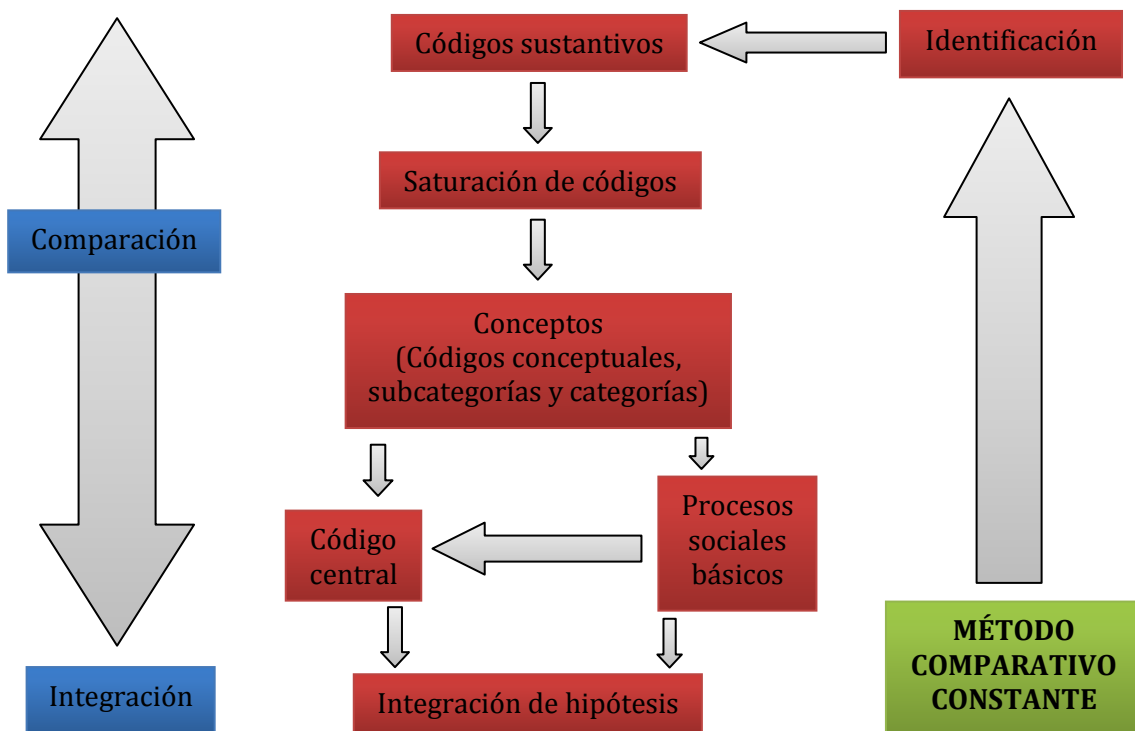 Códigos sustantivos
Identificación
Saturación de códigos
Comparación
Conceptos
(Códigos conceptuales,
subcategorías y categorías)
Código
central
Procesos
sociales
básicos
MÉTODO
COMPARATIVO
CONSTANTE
Integración
Integración de hipótesis